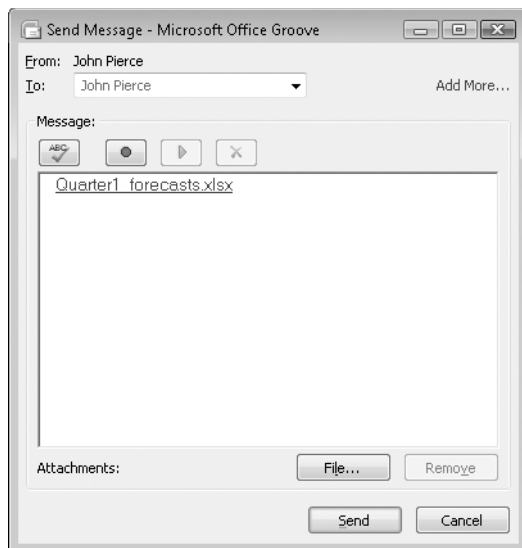 Send Message - Microsoft Office Groove
From: John Pierce
To: John Pierce Add More...
Message:
ABC
Quarter1_forecasts.xlsx
Attachments: File... Remove
Send Cancel